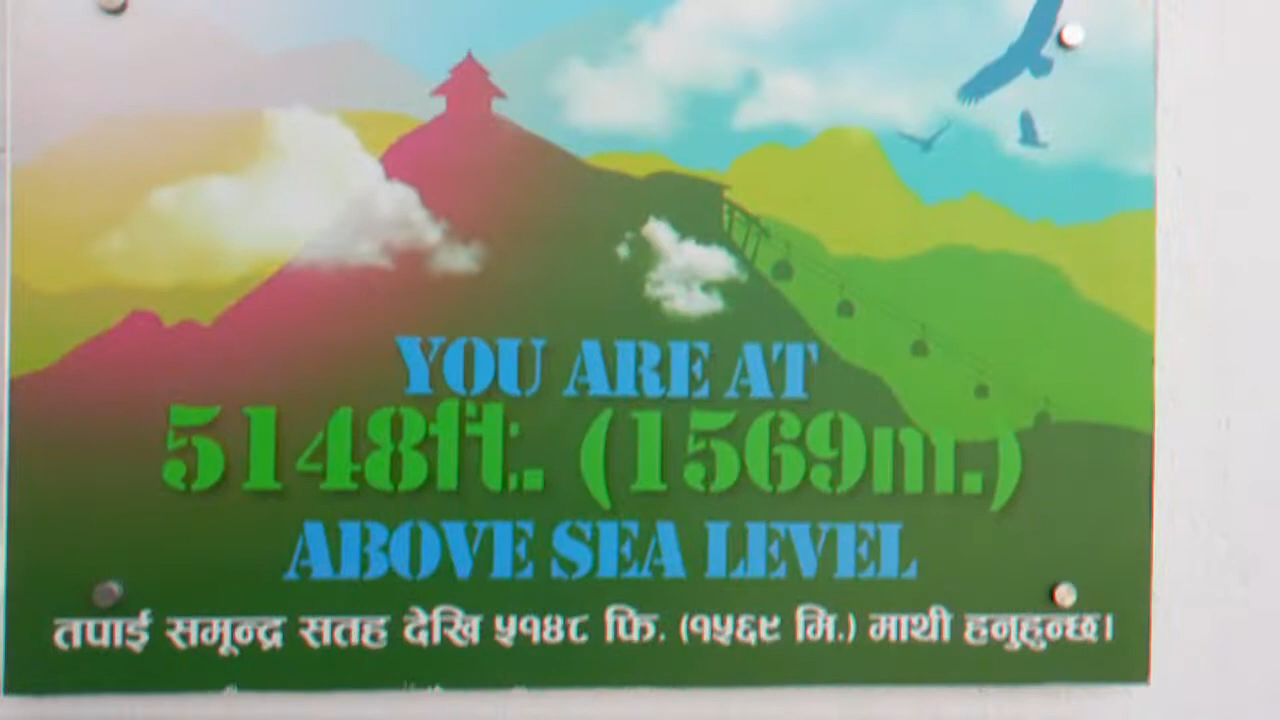 YOU ARE AT
5148ft. (1569m.)
ABOVE SEA LEVEL
तपाई समून्द्र सतह देखि ५१४८ फि. (१५६९ मि.) माथी हनुहुन्छ।